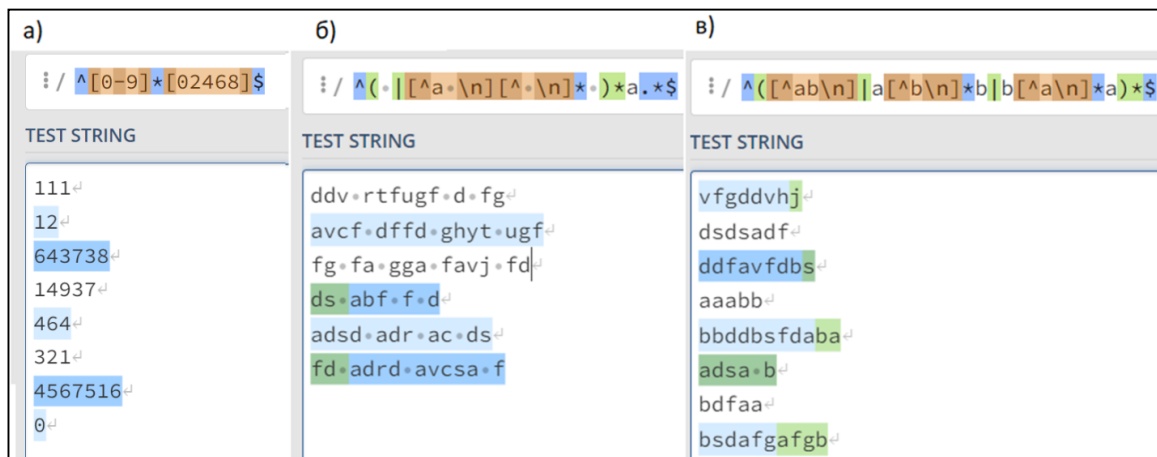 а)
⋮/ ^[0-9]*[02468]$
TEST STRING
111↵
12↵
643738↵
14937↵
464↵
321↵
4567516↵
0↵
б)
⋮/ ^(·|[^a·\n][^·\n]*·)*a.*$
TEST STRING
ddv·rtfugf·d·fg↵
avcf·dffd·ghyt·ugf↵
fg·fa·gga·favj·fd↵
ds·abf·f·d↵
adsd·adr·ac·ds↵
fd·adrd·avcsa·f
в)
⋮/ ^([^ab\n]|a[^b\n]*b|b[^a\n]*a)*$
TEST STRING
vfgddvhj↵
dsdsadf↵
ddfavfdbs↵
aaabb↵
bbddbsfdaba↵
adsa·b↵
bdfaa↵
bsdafgafgb↵